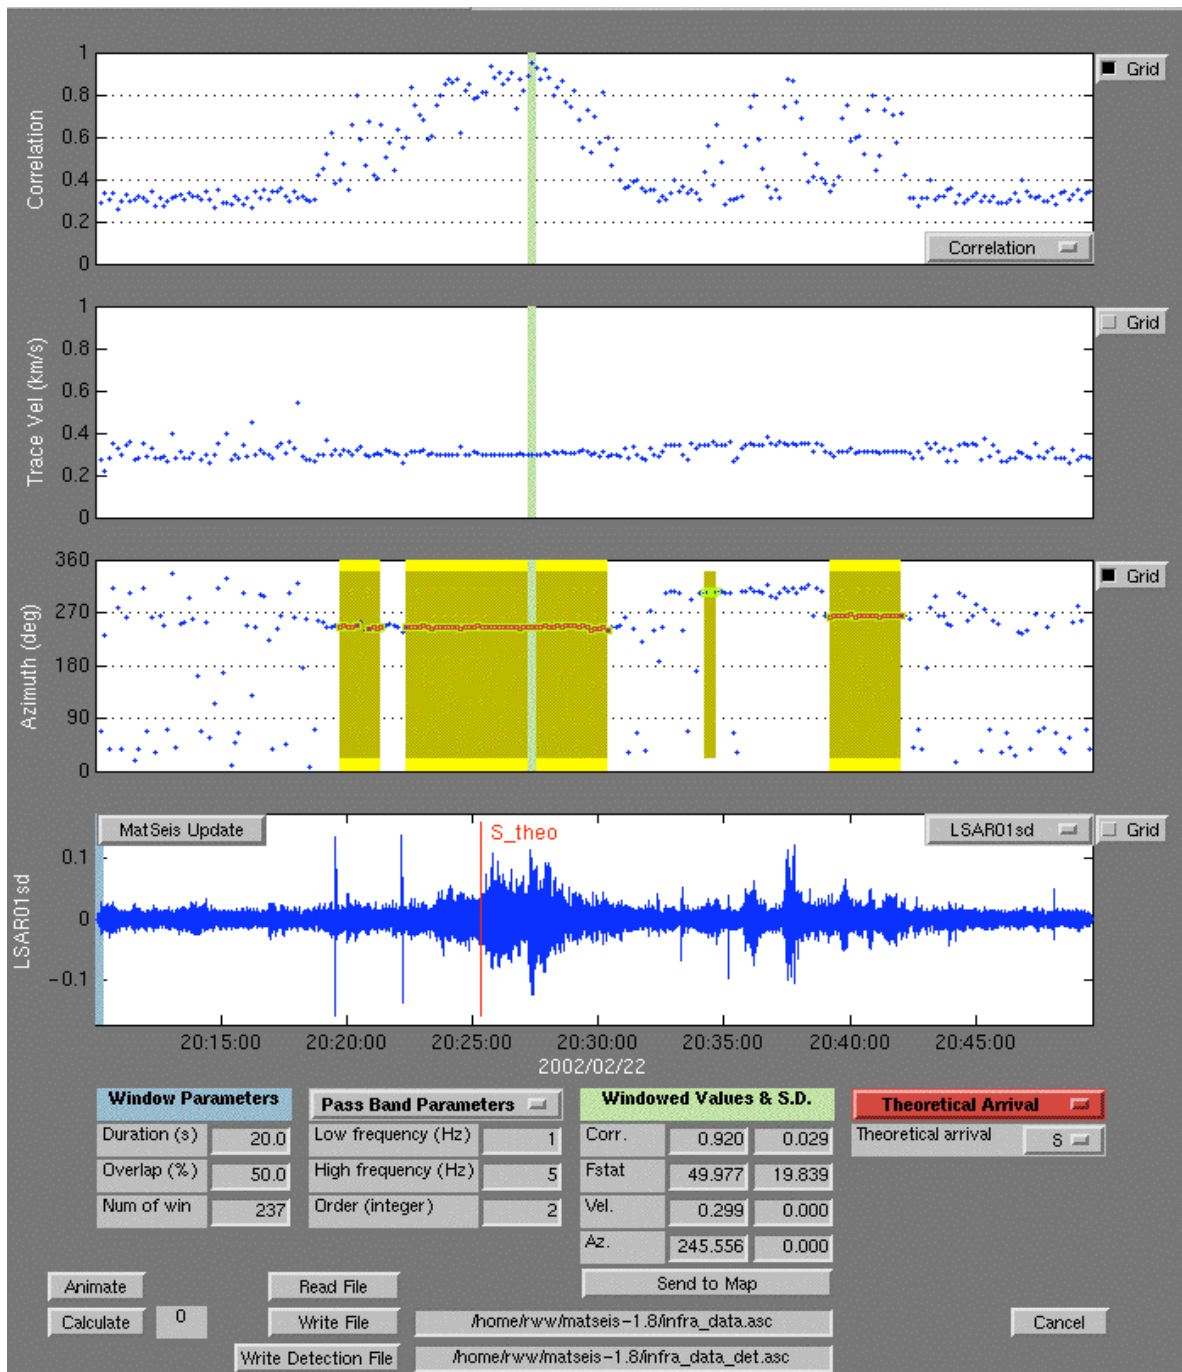 1
0.8
0.6
0.4
0.2
0
Correlation
Grid
Correlation
1
0.8
0.6
0.4
0.2
0
Trace Vel (km/s)
Grid
360
270
180
90
0
Azimuth (deg)
Grid
MatSeis Update
S_theo
LSAR01sd
Grid
0.1
0
-0.1
LSAR01sd
20:15:00 20:20:00 20:25:00 20:30:00 20:35:00 20:40:00 20:45:00
2002/02/22
Window Parameters Pass Band Parameters Windowed Values & S.D. Theoretical Arrival
Duration (s) 20.0 Low frequency (Hz) 1 Corr. 0.920 0.029 Theoretical arrival S
Overlap (%) 50.0 High frequency (Hz) 5 Fstat 49.977 19.839
Num of win 237 Order (integer) 2 Vel. 0.299 0.000
Az. 245.556 0.000
Animate Read File Send to Map
Calculate 0 Write File /home/rww/matseis-1.8/infra_data.asc Cancel
Write Detection File /home/rww/matseis-1.8/infra_data_det.asc